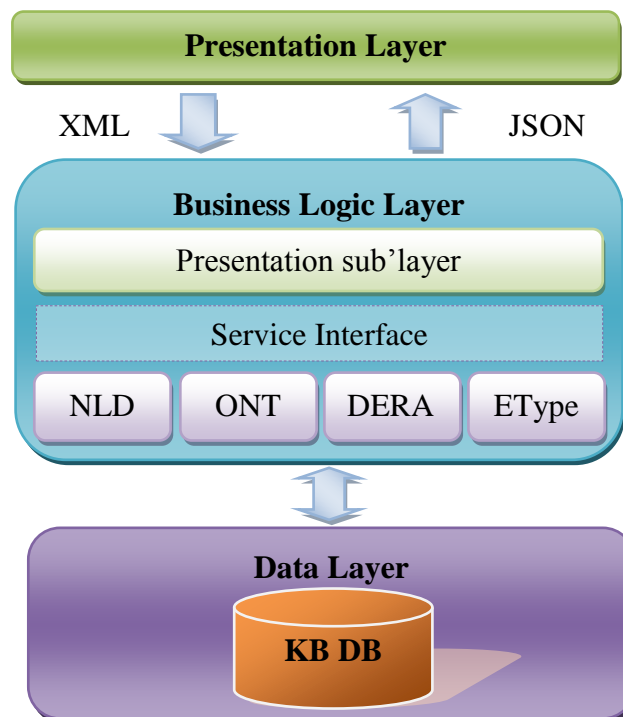 Presentation Layer
XML
JSON
Business Logic Layer
Presentation sub’layer
Service Interface
NLD
ONT
DERA
EType
Data Layer
KB DB